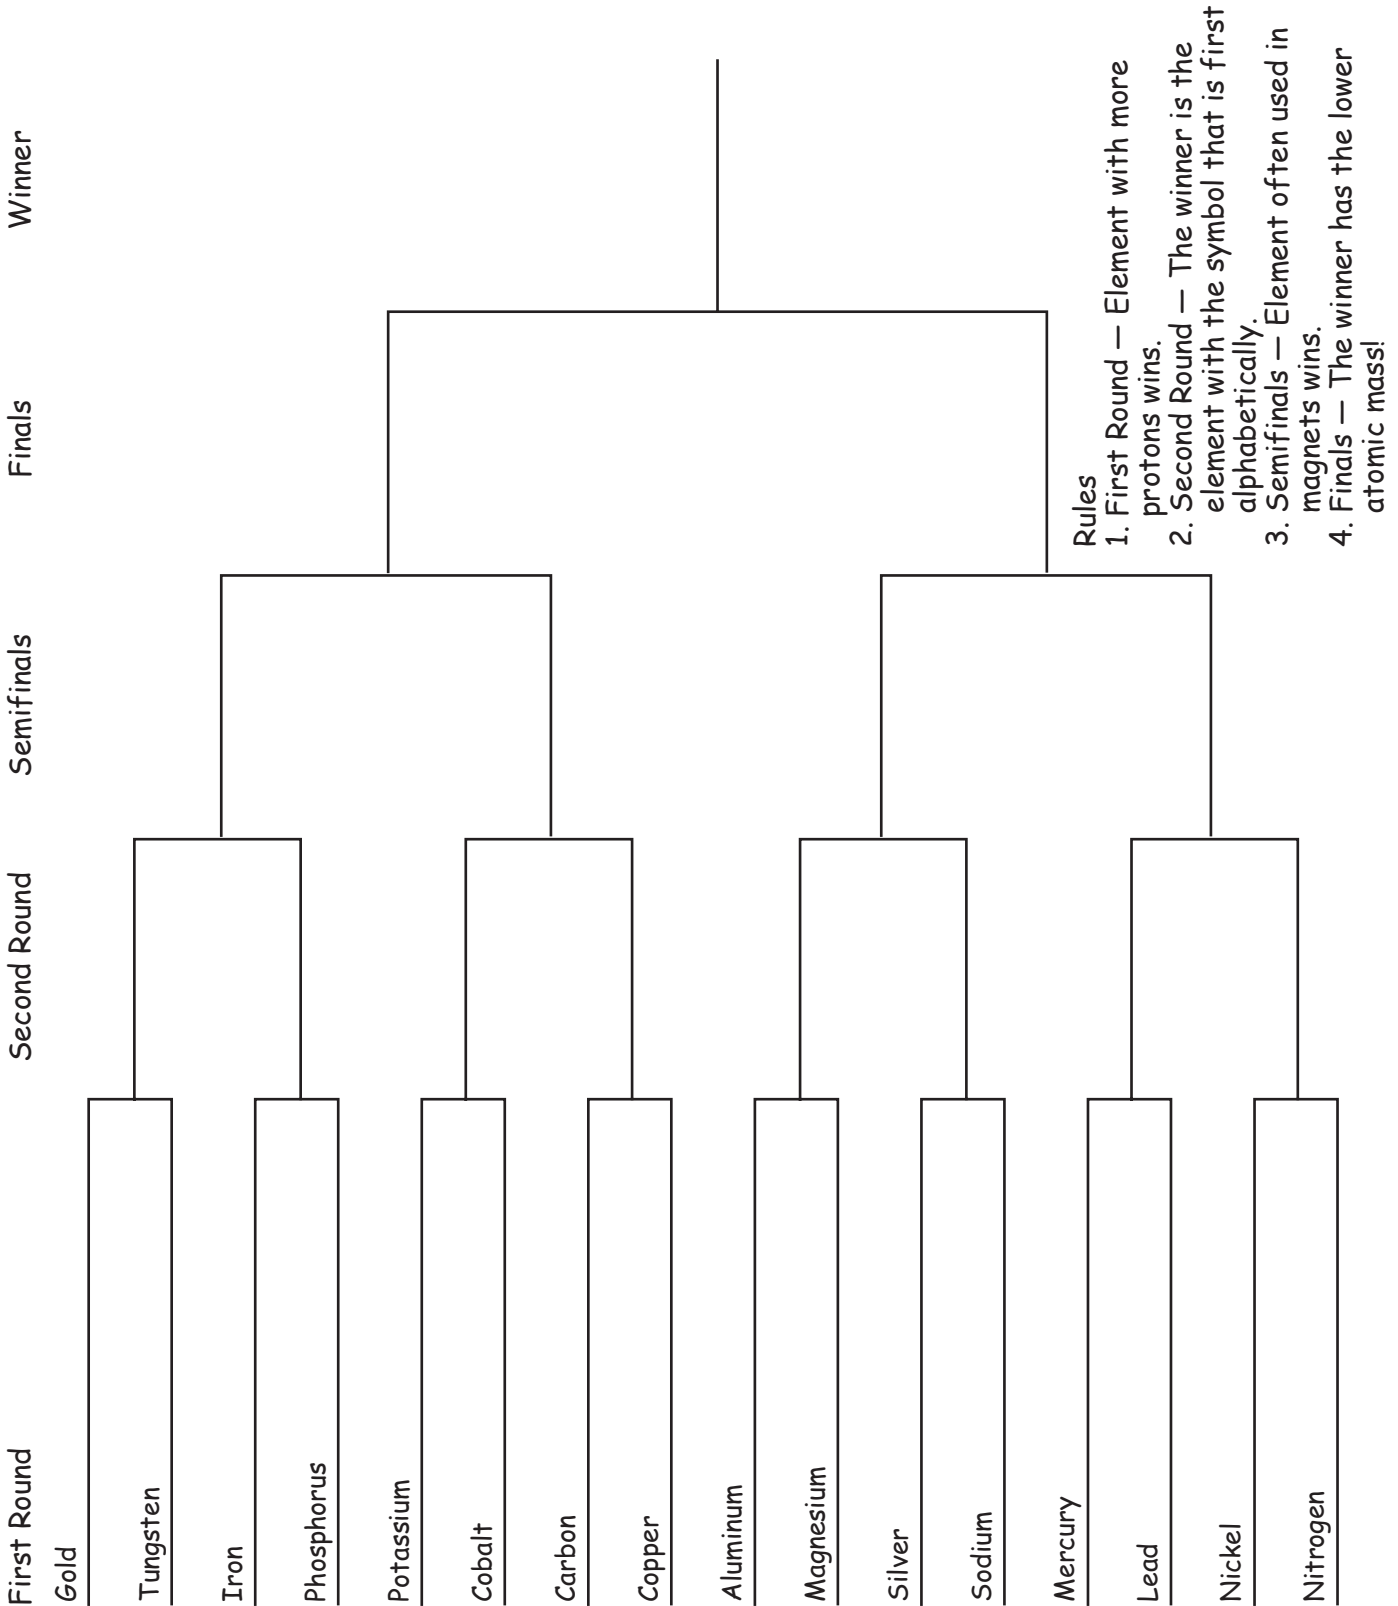 First Round
Second Round
Semifinals
Finals
Winner
Gold
Tungsten
Iron
Phosphorus
Potassium
Cobalt
Carbon
Copper
Aluminum
Magnesium
Silver
Sodium
Mercury
Lead
Nickel
Nitrogen
Rules
1. First Round — Element with more
protons wins.
2. Second Round — The winner is the
element with the symbol that is first
alphabetically.
3. Semifinals — Element often used in
magnets wins.
4. Finals — The winner has the lower
atomic mass!